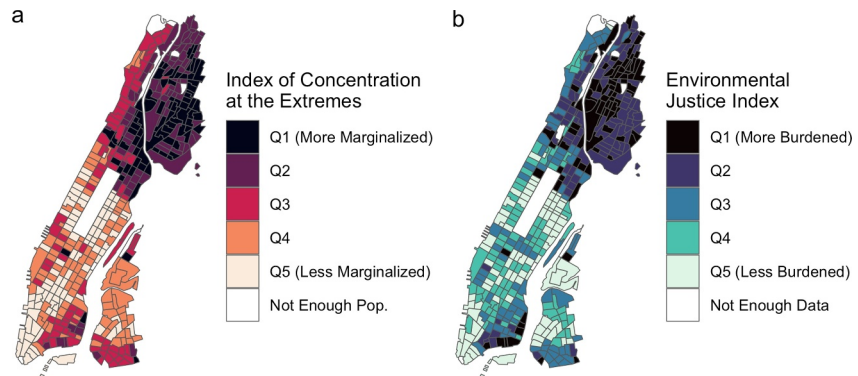 a
Index of Concentration
at the Extremes
Q1 (More Marginalized)
Q2
Q3
Q4
Q5 (Less Marginalized)
Not Enough Pop.
b
Environmental
Justice Index
Q1 (More Burdened)
Q2
Q3
Q4
Q5 (Less Burdened)
Not Enough Data